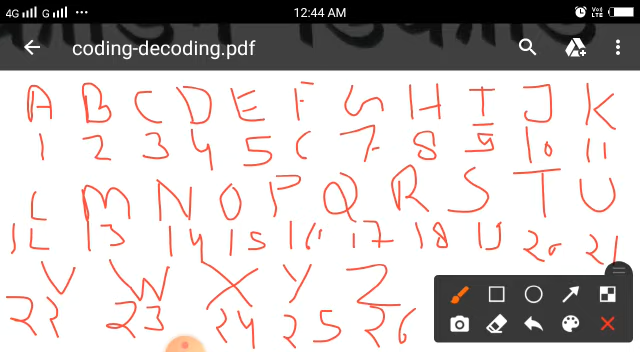 4G G ... 12:44 AM VoLTE
coding-decoding.pdf
A B C D E F G H I J K
1 2 3 4 5 6 7 8 9 10 11
L M N O P Q R S T U
12 13 14 15 16 17 18 19 20 21
V W X Y Z
22 23 24 25 26